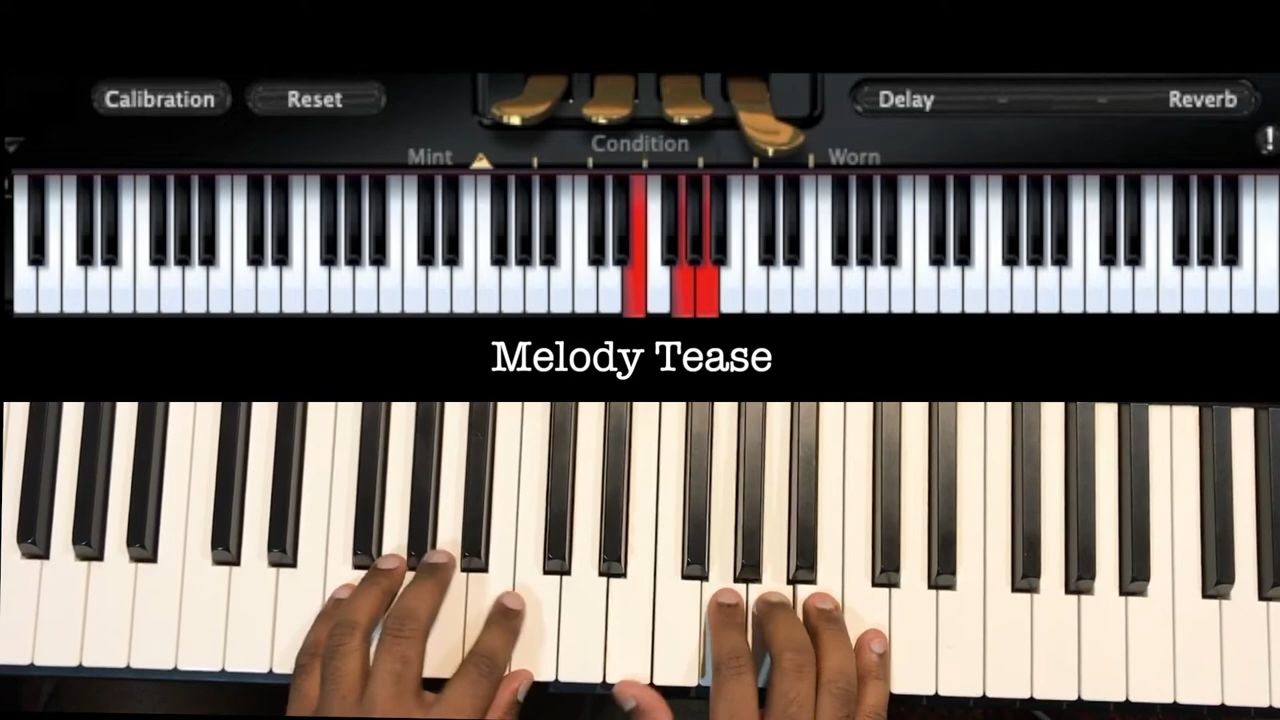 Calibration
Reset
Delay
Reverb
Condition
Mint
Worn
!
Melody Tease